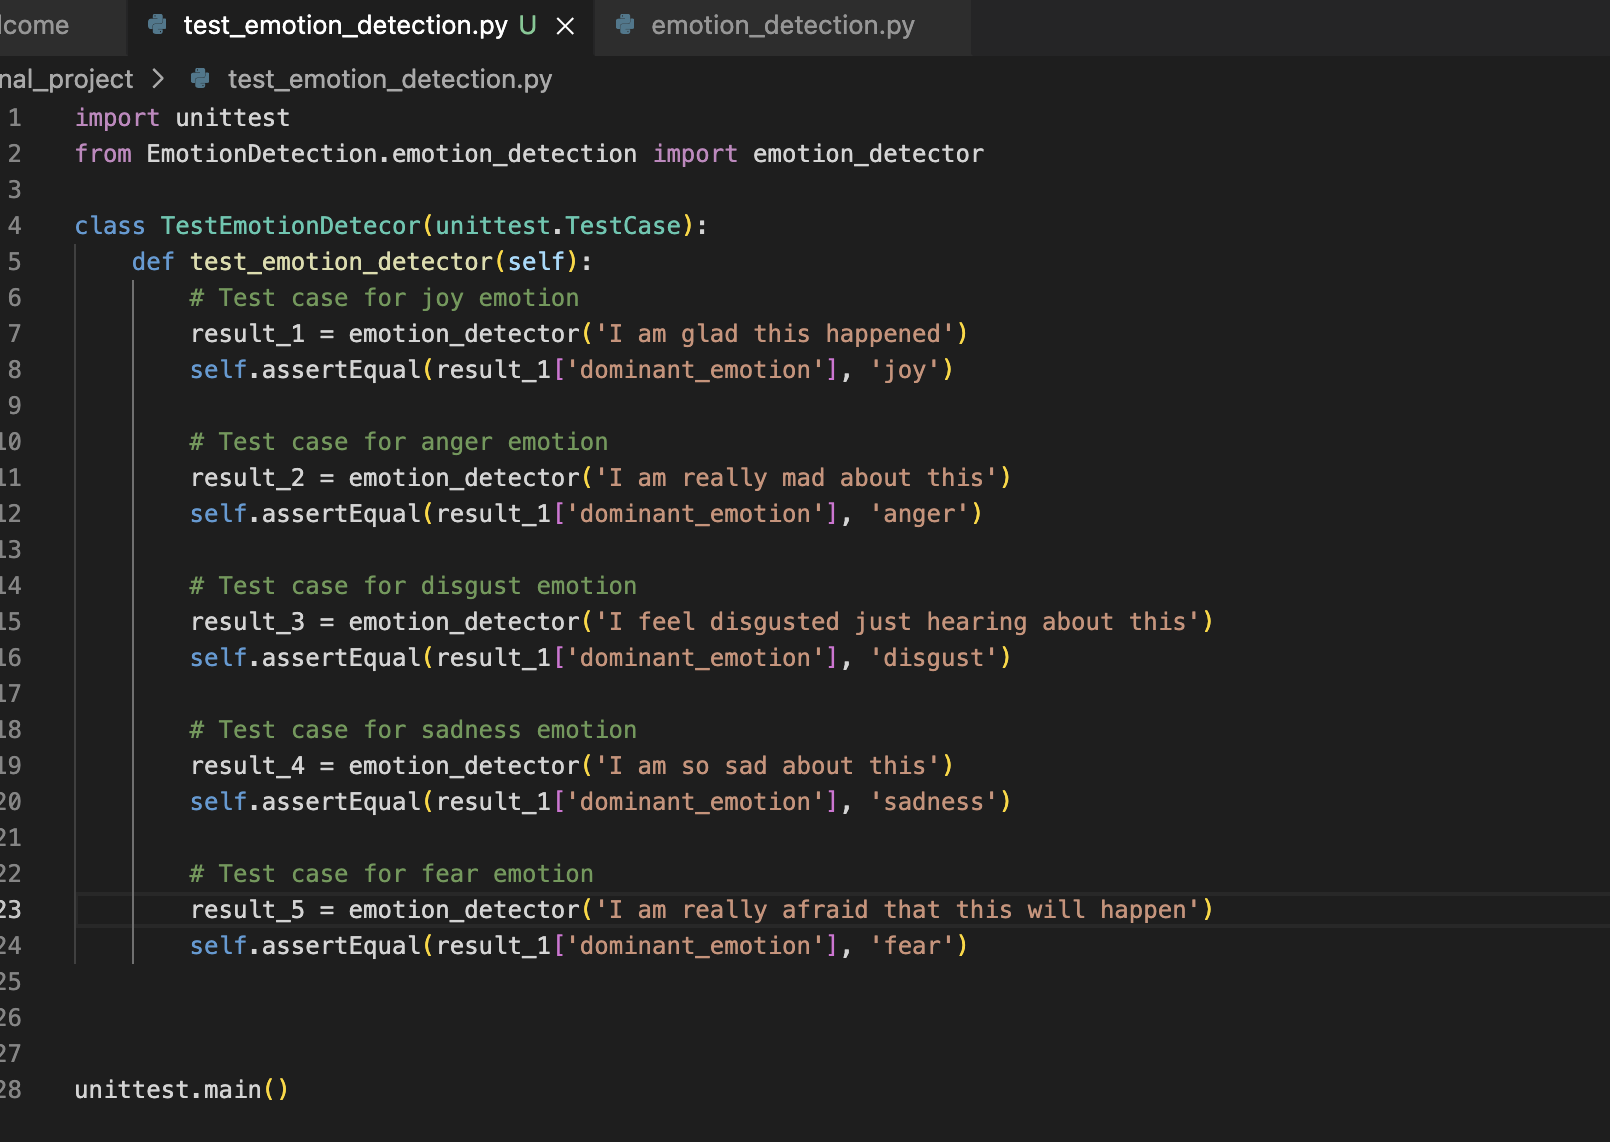 lcome test_emotion_detection.py U × emotion_detection.py
nal_project > test_emotion_detection.py
1 import unittest
2 from EmotionDetection.emotion_detection import emotion_detector
3
4 class TestEmotionDetecor(unittest.TestCase):
5     def test_emotion_detector(self):
6         # Test case for joy emotion
7         result_1 = emotion_detector('I am glad this happened')
8         self.assertEqual(result_1['dominant_emotion'], 'joy')
9
10         # Test case for anger emotion
11         result_2 = emotion_detector('I am really mad about this')
12         self.assertEqual(result_1['dominant_emotion'], 'anger')
13
14         # Test case for disgust emotion
15         result_3 = emotion_detector('I feel disgusted just hearing about this')
16         self.assertEqual(result_1['dominant_emotion'], 'disgust')
17
18         # Test case for sadness emotion
19         result_4 = emotion_detector('I am so sad about this')
20         self.assertEqual(result_1['dominant_emotion'], 'sadness')
21
22         # Test case for fear emotion
23         result_5 = emotion_detector('I am really afraid that this will happen')
24         self.assertEqual(result_1['dominant_emotion'], 'fear')
25
26
27
28 unittest.main()